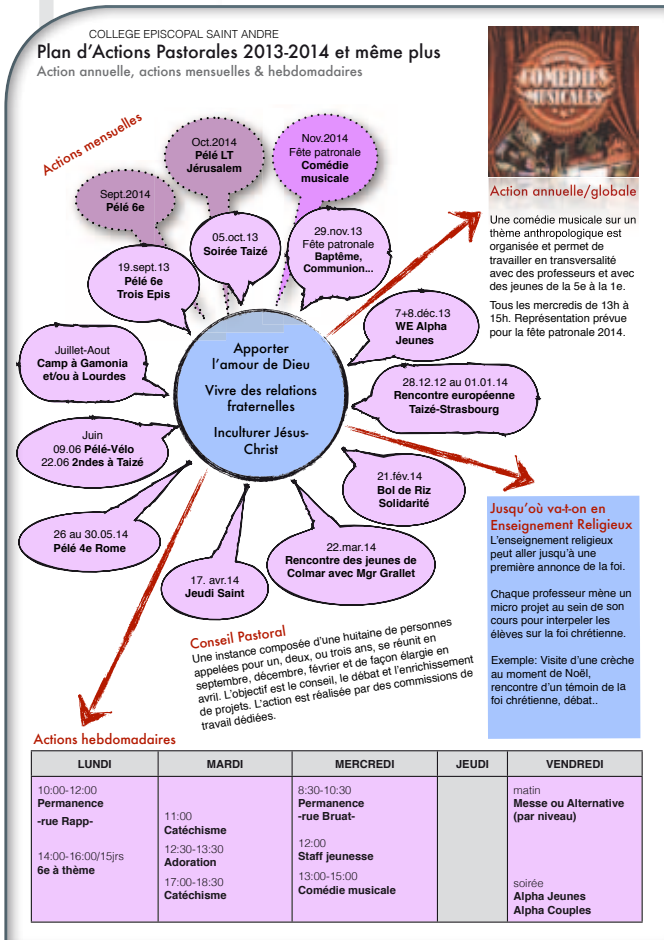 COLLEGE EPISCOPAL SAINT ANDRE
Plan d'Actions Pastorales 2013-2014 et même plus
Action annuelle, actions mensuelles & hebdomadaires
COMEDIES
MUSICALES
Actions mensuelles
Sept.2014
Pélé 6e
Oct.2014
Pélé LT
Jérusalem
Nov.2014
Fête patronale
Comédie
musicale
19.sept.13
Pélé 6e
Trois Epis
05.oct.13
Soirée Taizé
29.nov.13
Fête patronale
Baptême,
Communion...
7+8.déc.13
WE Alpha
Jeunes
28.12.12 au 01.01.14
Rencontre européenne
Taizé-Strasbourg
21.fév.14
Bol de Riz
Solidarité
22.mar.14
Rencontre des jeunes de
Colmar avec Mgr Grallet
17. avr.14
Jeudi Saint
26 au 30.05.14
Pélé 4e Rome
Juin
09.06 Pélé-Vélo
22.06 2ndes à Taizé
Juillet-Aout
Camp à Gamonia
et/ou à Lourdes
Apporter
l'amour de Dieu
Vivre des relations
fraternelles
Inculturer Jésus-
Christ
Action annuelle/globale
Une comédie musicale sur un
thème anthropologique est
organisée et permet de
travailler en transversalité
avec des professeurs et avec
des jeunes de la 5e à la 1e.
Tous les mercredis de 13h à
15h. Représentation prévue
pour la fête patronale 2014.
Jusqu'où va-t-on en
Enseignement Religieux
L'enseignement religieux
peut aller jusqu'à une
première annonce de la foi.
Chaque professeur mène un
micro projet au sein de son
cours pour interpeler les
élèves sur la foi chrétienne.
Exemple: Visite d'une crèche
au moment de Noël,
rencontre d'un témoin de la
foi chrétienne, débat..
Conseil Pastoral
Une instance composée d'une huitaine de personnes
appelées pour un, deux, ou trois ans, se réunit en
septembre, décembre, février et de façon élargie en
avril. L'objectif est le conseil, le débat et l'enrichissement
de projets. L'action est réalisée par des commissions de
travail dédiées.
Actions hebdomadaires
LUNDI MARDI MERCREDI JEUDI VENDREDI
10:00-12:00
Permanence
-rue Rapp-
14:00-16:00/15jrs
6e à thème
11:00
Catéchisme
12:30-13:30
Adoration
17:00-18:30
Catéchisme
8:30-10:30
Permanence
-rue Bruat-
12:00
Staff jeunesse
13:00-15:00
Comédie musicale
matin
Messe ou Alternative
(par niveau)
soirée
Alpha Jeunes
Alpha Couples